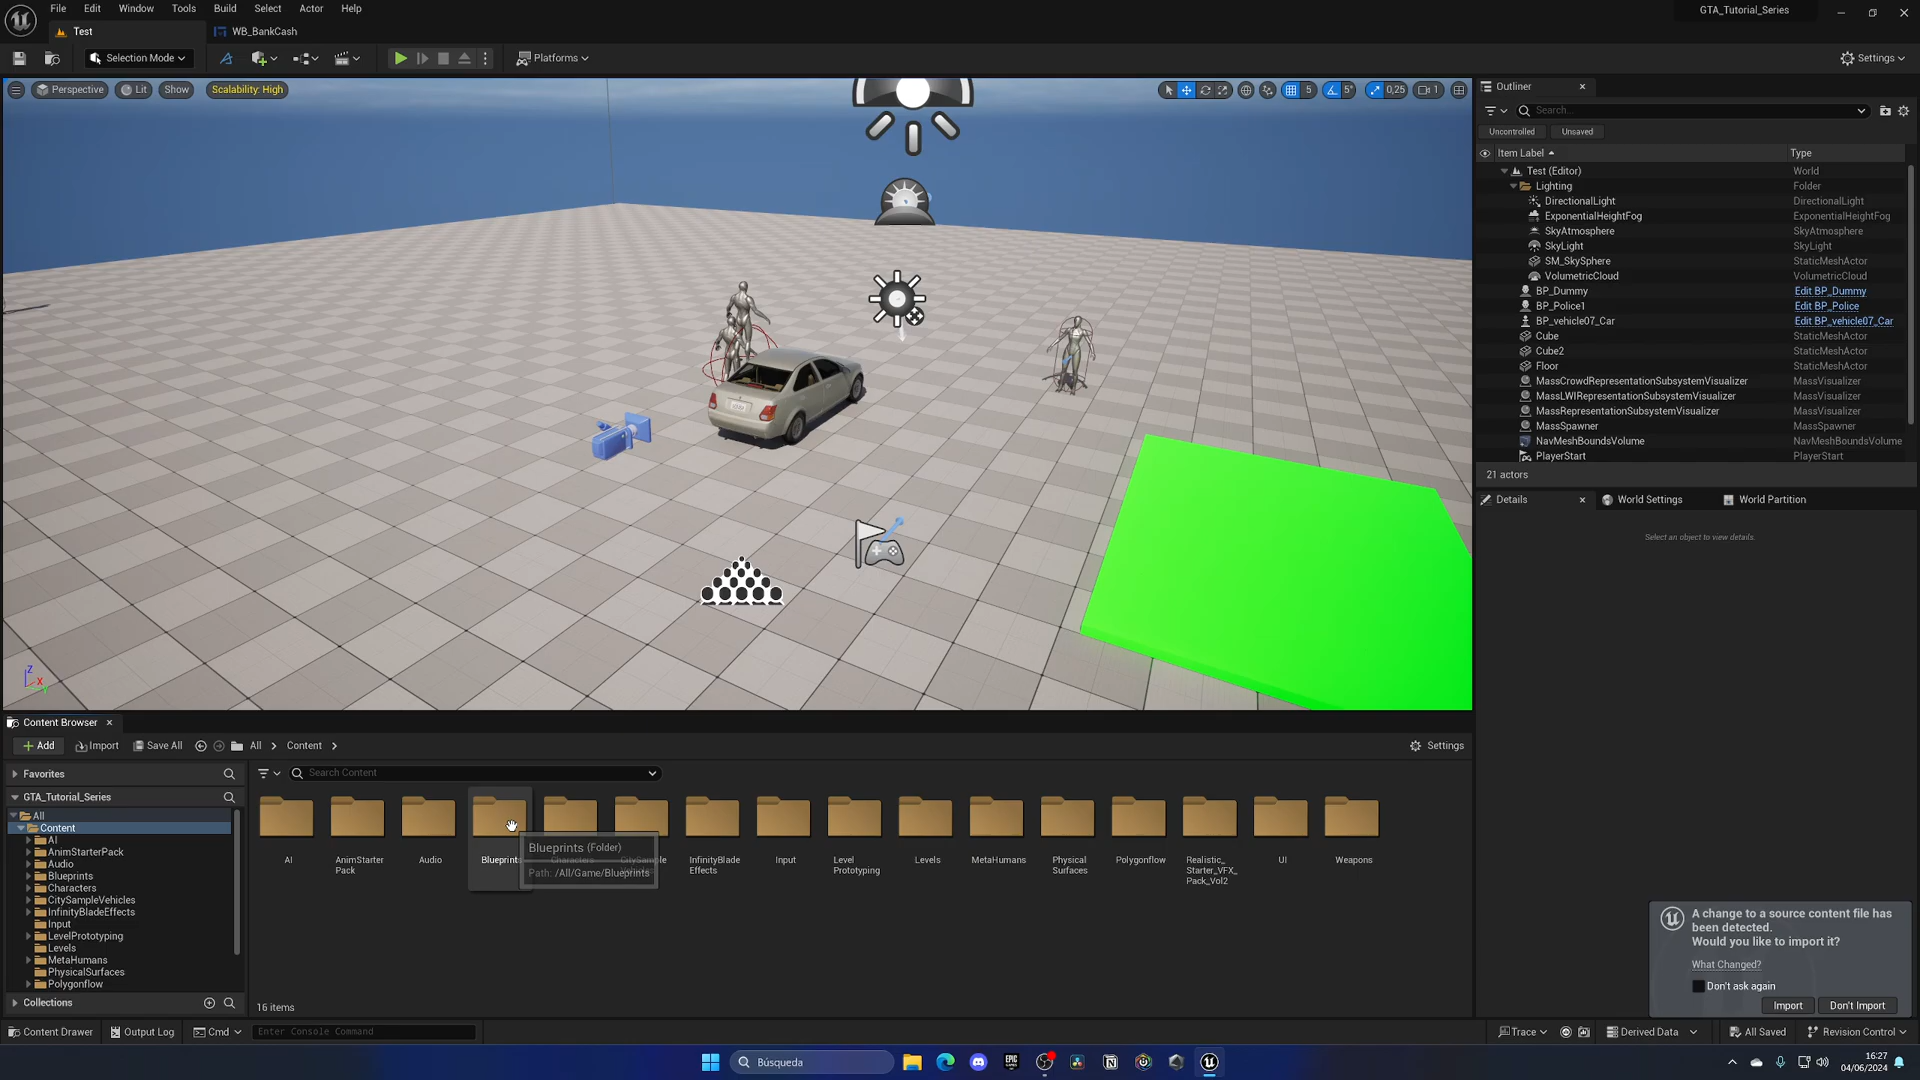 File Edit Window Tools Build Select Actor Help
GTA_Tutorial_Series
Test
WB_BankCash
Selection Mode
Platforms
Settings
Perspective
Lit
Show
Scalability: High
5
5°
0,25
1
Outliner
Search...
Uncontrolled
Unsaved
Item Label
Type
Test (Editor) World
Lighting Folder
DirectionalLight DirectionalLight
ExponentialHeightFog ExponentialHeightFog
SkyAtmosphere SkyAtmosphere
SkyLight SkyLight
SM_SkySphere StaticMeshActor
VolumetricCloud VolumetricCloud
BP_Dummy Edit BP_Dummy
BP_Police1 Edit BP_Police
BP_vehicle07_Car Edit BP_vehicle07_Car
Cube StaticMeshActor
Cube2 StaticMeshActor
Floor StaticMeshActor
MassCrowdRepresentationSubsystemVisualizer MassVisualizer
MassLWIRepresentationSubsystemVisualizer MassVisualizer
MassRepresentationSubsystemVisualizer MassVisualizer
MassSpawner MassSpawner
NavMeshBoundsVolume NavMeshBoundsVolume
PlayerStart PlayerStart
21 actors
Details
World Settings
World Partition
Select an object to view details.
Z
X
Content Browser
Add
Import
Save All
All
Content
Settings
Favorites
Search Content
GTA_Tutorial_Series
All
Content
AI
AnimStarterPack
Audio
Blueprints
Characters
CitySampleVehicles
InfinityBladeEffects
Input
LevelPrototyping
Levels
MetaHumans
PhysicalSurfaces
Polygonflow
Collections
AI
AnimStarter
Pack
Audio
Blueprints
Characters
CitySample
InfinityBlade
Effects
Input
Level
Prototyping
Levels
MetaHumans
Physical
Surfaces
Polygonflow
Realistic_
Starter_VFX_
Pack_Vol2
UI
Weapons
Blueprints (Folder)
Path: /All/Game/Blueprints
16 items
A change to a source content file has
been detected.
Would you like to import it?
What Changed?
Don't ask again
Import
Don't Import
Content Drawer
Output Log
Cmd
Enter Console Command
Trace
Derived Data
All Saved
Revision Control
Búsqueda
EPIC
GAMES
16:27
04/06/2024